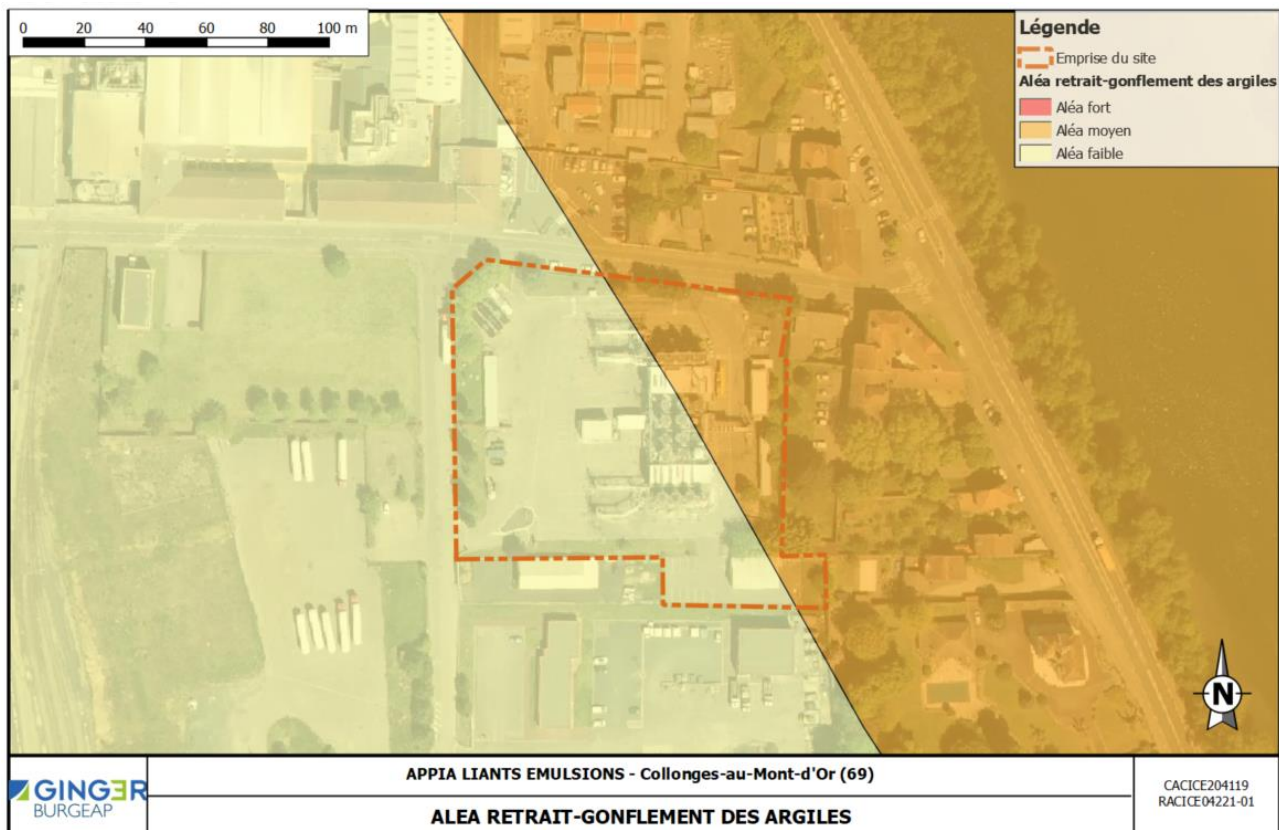 0 20 40 60 80 100 m
Légende
Emprise du site
Aléa retrait-gonflement des argiles
Aléa fort
Aléa moyen
Aléa faible
N
GINGER
BURGEAP
APPIA LIANTS EMULSIONS - Collonges-au-Mont-d'Or (69)
ALEA RETRAIT-GONFLEMENT DES ARGILES
CACICE204119
RACICE04221-01